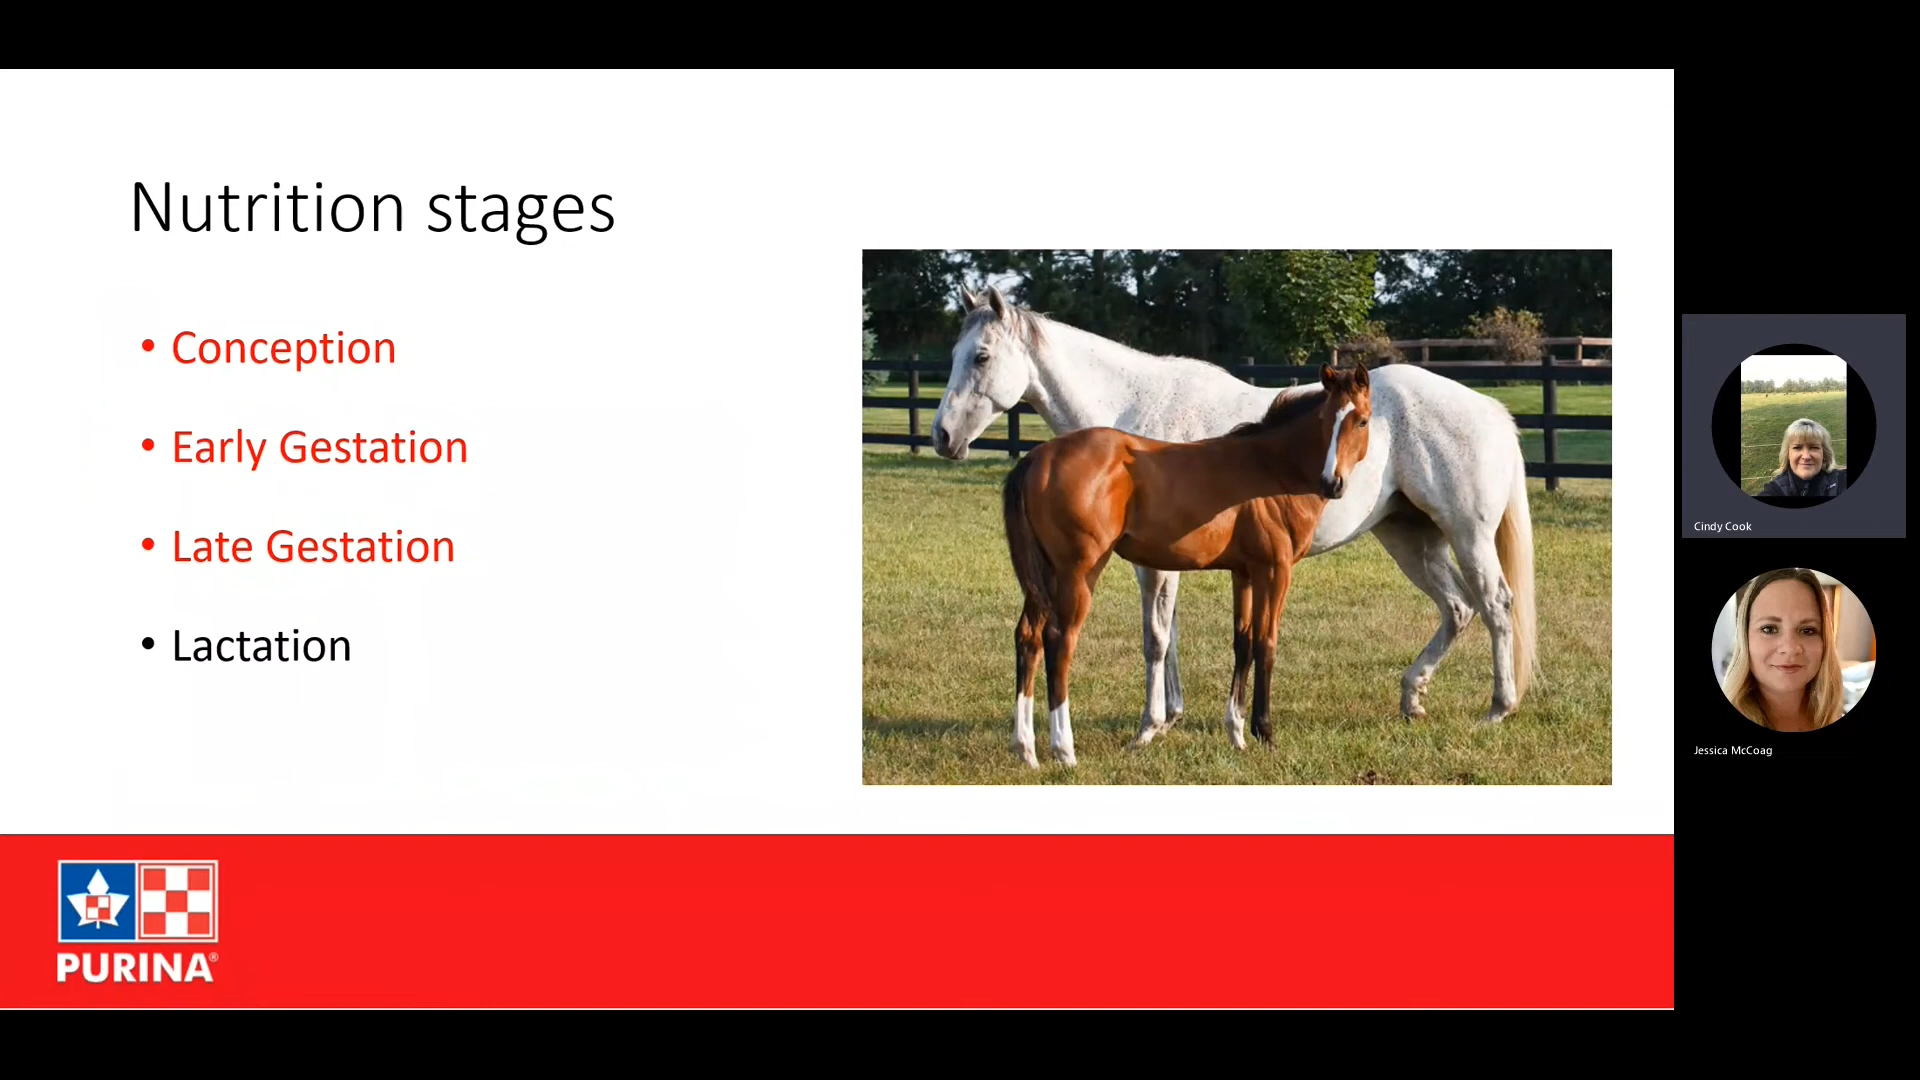 Nutrition stages
• Conception
• Early Gestation
• Late Gestation
• Lactation
PURINA®
Cindy Cook
Jessica McCoag